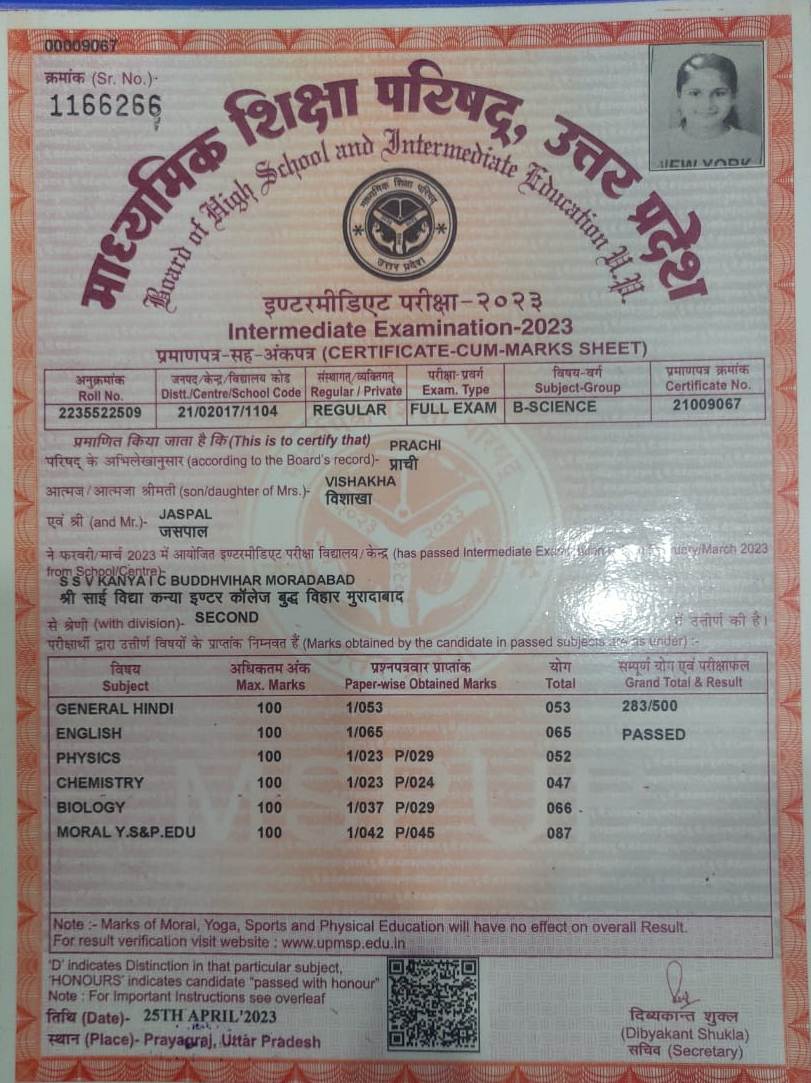 00009067
क्रमांक (Sr. No.)-
1166266
माध्यमिक शिक्षा परिषद्, उत्तर प्रदेश
Board of High School and Intermediate Education U.P.
माध्यमिक शिक्षा परिषद्
उत्तर प्रदेश
NEW YORK
इण्टरमीडिएट परीक्षा-२०२३
Intermediate Examination-2023
प्रमाणपत्र-सह-अंकपत्र (CERTIFICATE-CUM-MARKS SHEET)
अनुक्रमांक जनपद/केन्द्र/विद्यालय कोड संस्थागत/व्यक्तिगत परीक्षा-प्रवर्ग विषय-वर्ग प्रमाणपत्र क्रमांक
Roll No. Distt./Centre/School Code Regular / Private Exam. Type Subject-Group Certificate No.
2235522509 21/02017/1104 REGULAR FULL EXAM B-SCIENCE 21009067
प्रमाणित किया जाता है कि (This is to certify that) PRACHI
परिषद् के अभिलेखानुसार (according to the Board's record)- प्राची
आत्मज/आत्मजा श्रीमती (son/daughter of Mrs.)- VISHAKHA
विशाखा
एवं श्री (and Mr.)- JASPAL
जसपाल
ने फरवरी/मार्च 2023 में आयोजित इण्टरमीडिएट परीक्षा विद्यालय/केन्द्र (has passed Intermediate March 2023
from School/Centre)-
S S V KANYA I C BUDDHVIHAR MORADABAD
श्री साई विद्या कन्या इण्टर कॉलेज बुद्ध विहार मुरादाबाद
से श्रेणी (with division)- SECOND में उत्तीर्ण की है।
परीक्षार्थी द्वारा उत्तीर्ण विषयों के प्राप्तांक निम्नवत हैं (Marks obtained by the candidate in passed subjects are as under) :-
विषय अधिकतम अंक प्रश्नपत्रवार प्राप्तांक योग सम्पूर्ण योग एवं परीक्षाफल
Subject Max. Marks Paper-wise Obtained Marks Total Grand Total & Result
GENERAL HINDI 100 1/053 053 283/500
ENGLISH 100 1/065 065 PASSED
PHYSICS 100 1/023 P/029 052
CHEMISTRY 100 1/023 P/024 047
BIOLOGY 100 1/037 P/029 066
MORAL Y.S&P.EDU 100 1/042 P/045 087
Note :- Marks of Moral, Yoga, Sports and Physical Education will have no effect on overall Result.
For result verification visit website : www.upmsp.edu.in
'D' indicates Distinction in that particular subject,
'HONOURS' indicates candidate "passed with honour"
Note : For Important Instructions see overleaf
तिथि (Date)- 25TH APRIL'2023
स्थान (Place)- Prayagraj, Uttar Pradesh
दिब्यकान्त शुक्ल
(Dibyakant Shukla)
सचिव (Secretary)